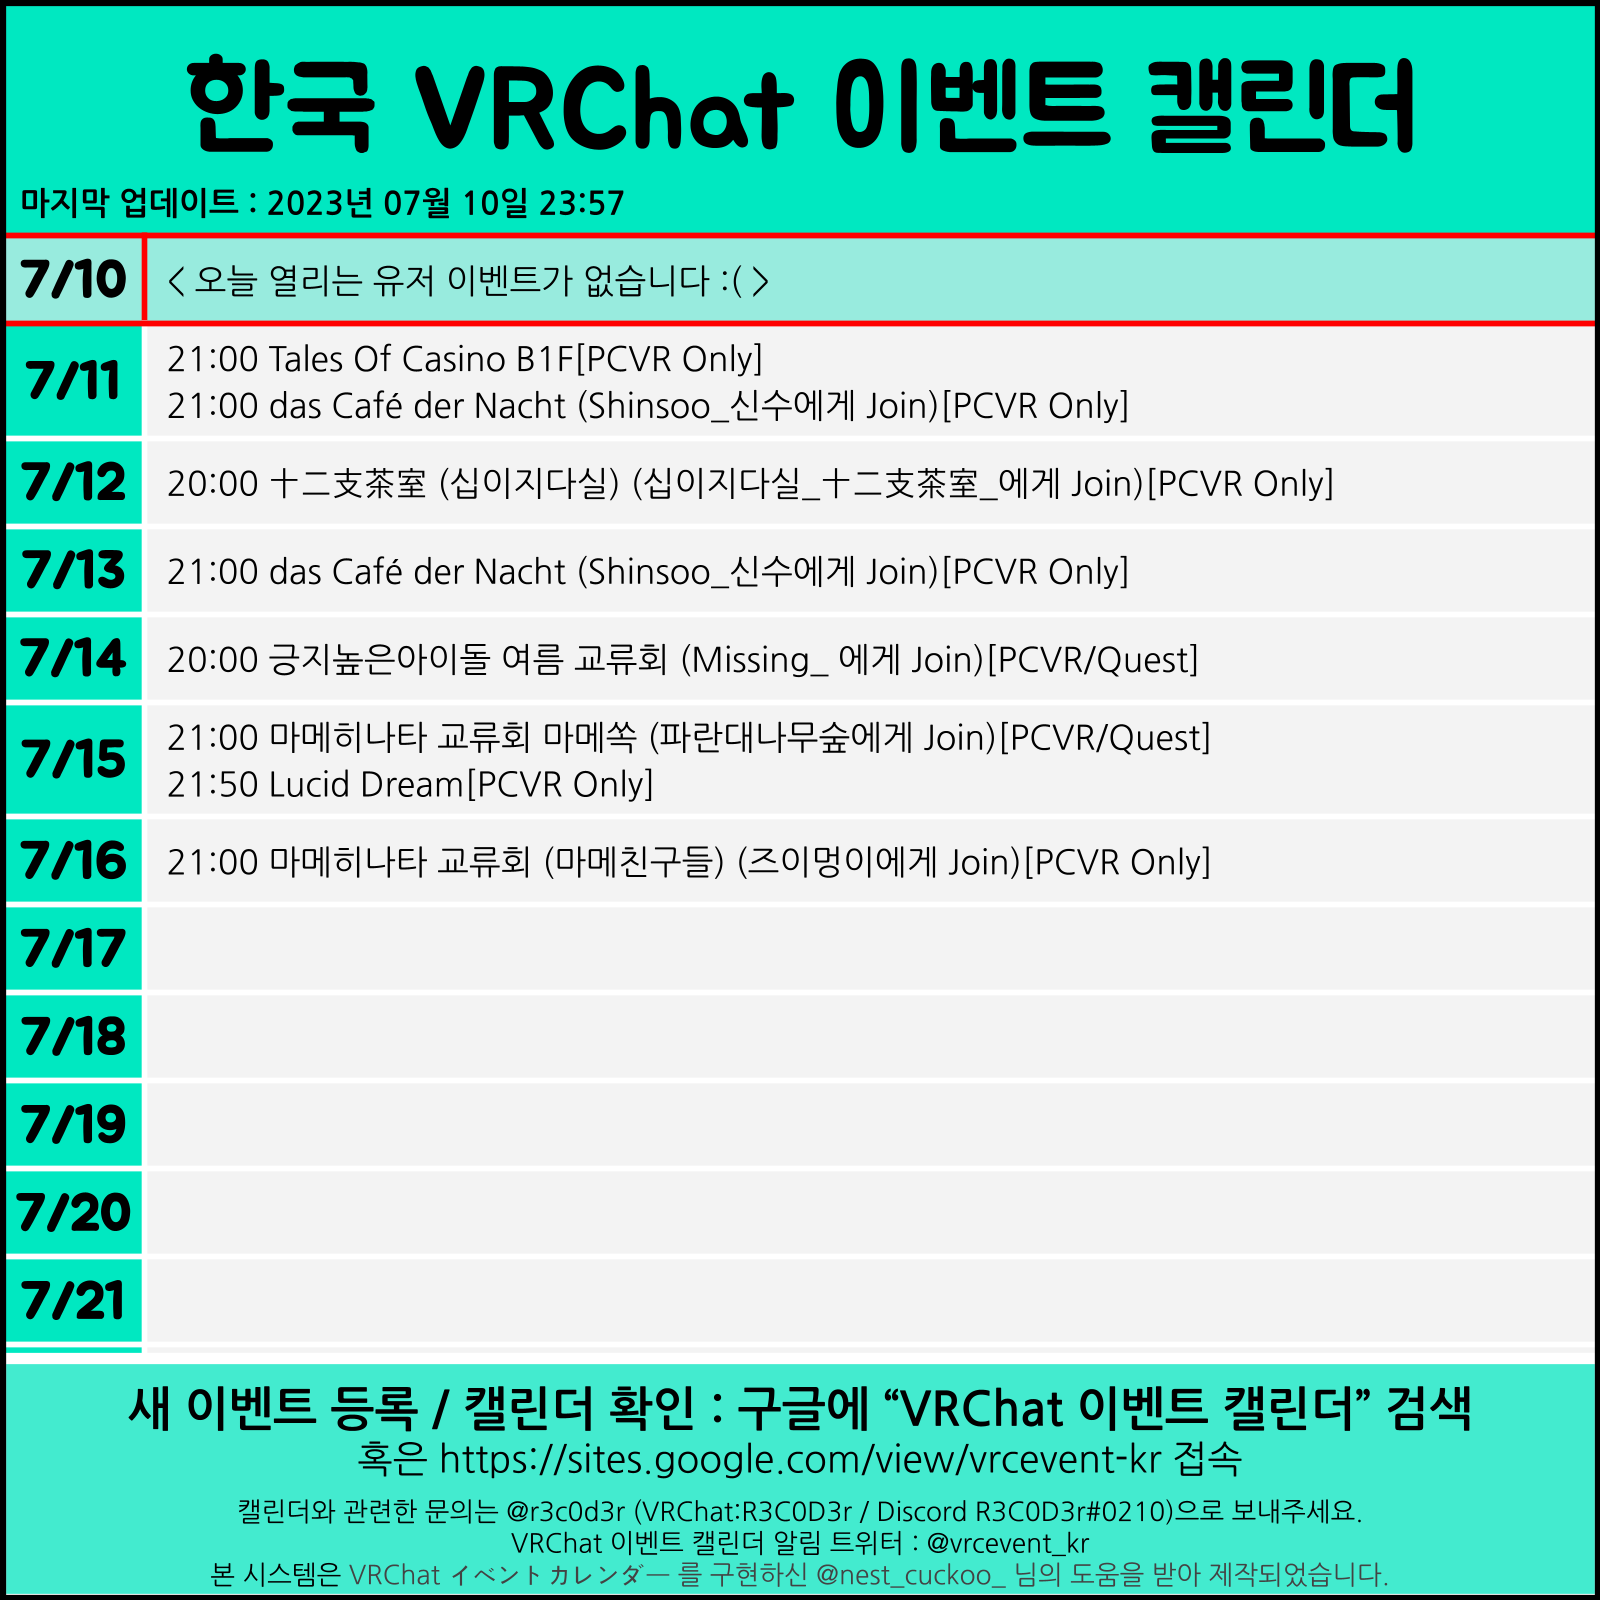 한국 VRChat 이벤트 캘린더
마지막 업데이트 : 2023년 07월 10일 23:57
7/10
< 오늘 열리는 유저 이벤트가 없습니다 :( >
7/11
21:00 Tales Of Casino B1F[PCVR Only]
21:00 das Café der Nacht (Shinsoo_신수에게 Join)[PCVR Only]
7/12
20:00 十二支茶室 (십이지다실) (십이지다실_十二支茶室_에게 Join)[PCVR Only]
7/13
21:00 das Café der Nacht (Shinsoo_신수에게 Join)[PCVR Only]
7/14
20:00 긍지높은아이돌 여름 교류회 (Missing_ 에게 Join)[PCVR/Quest]
7/15
21:00 마메히나타 교류회 마메쏙 (파란대나무숲에게 Join)[PCVR/Quest]
21:50 Lucid Dream[PCVR Only]
7/16
21:00 마메히나타 교류회 (마메친구들) (즈이멍이에게 Join)[PCVR Only]
7/17
7/18
7/19
7/20
7/21
새 이벤트 등록 / 캘린더 확인 : 구글에 “VRChat 이벤트 캘린더” 검색
혹은 https://sites.google.com/view/vrcevent-kr 접속
캘린더와 관련한 문의는 @r3c0d3r (VRChat:R3C0D3r / Discord R3C0D3r#0210)으로 보내주세요.
VRChat 이벤트 캘린더 알림 트위터 : @vrcevent_kr
본 시스템은 VRChat イベントカレンダー 를 구현하신 @nest_cuckoo_ 님의 도움을 받아 제작되었습니다.